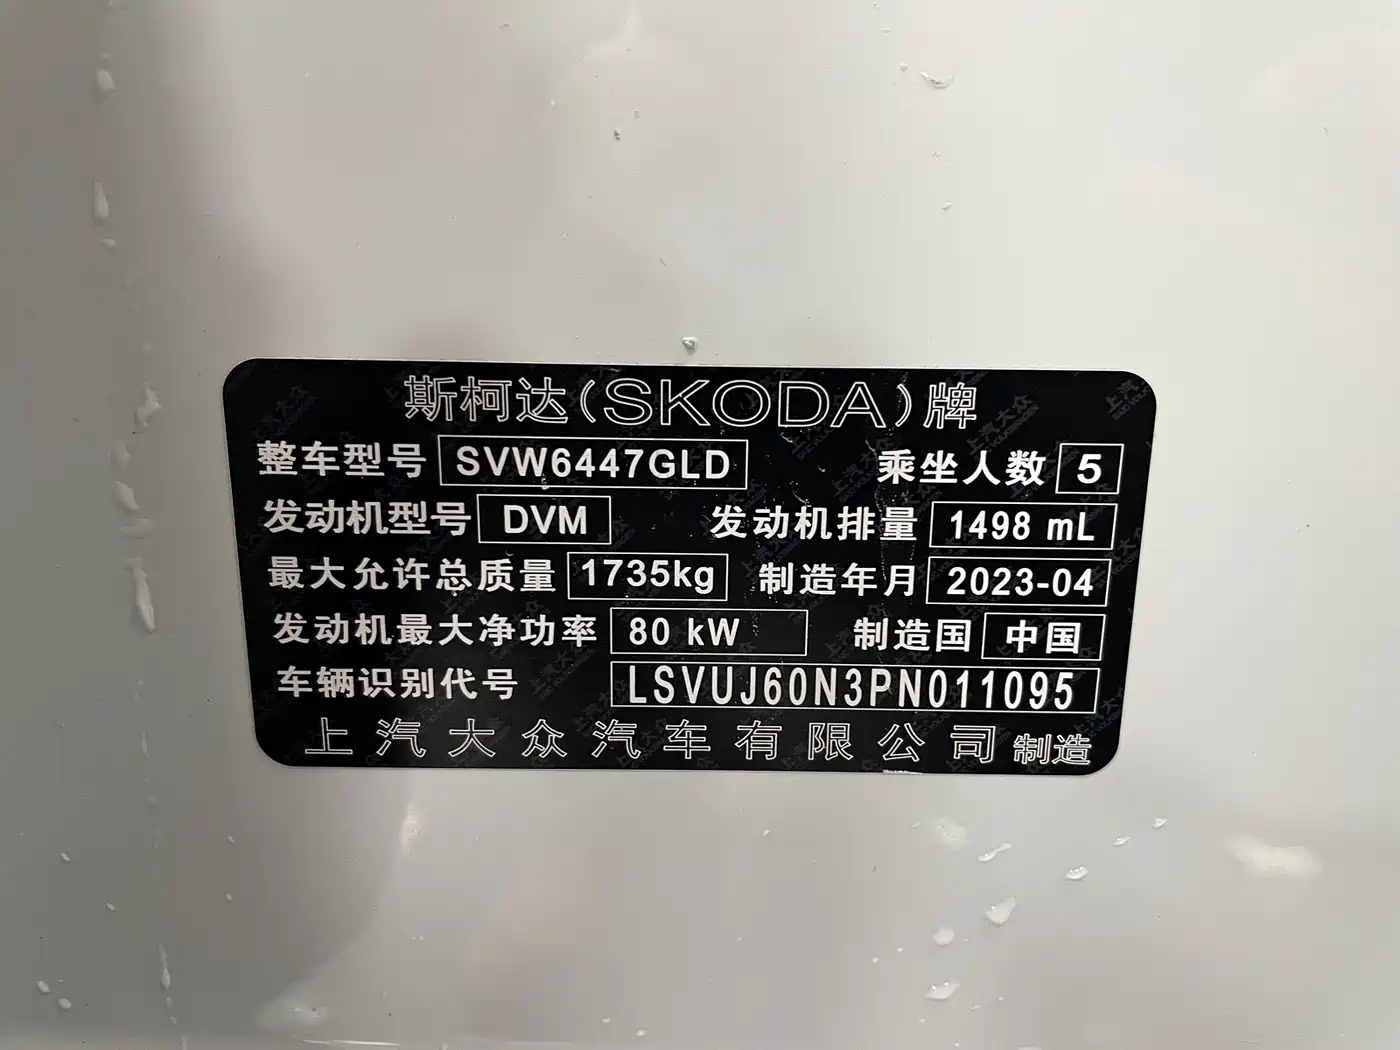 斯柯达(SKODA)牌
整车型号 SVW6447GLD 乘坐人数 5
发动机型号 DVM 发动机排量 1498 mL
最大允许总质量 1735kg 制造年月 2023-04
发动机最大净功率 80 kW 制造国 中国
车辆识别代号 LSVUJ60N3PN011095
上汽大众汽车有限公司 制造